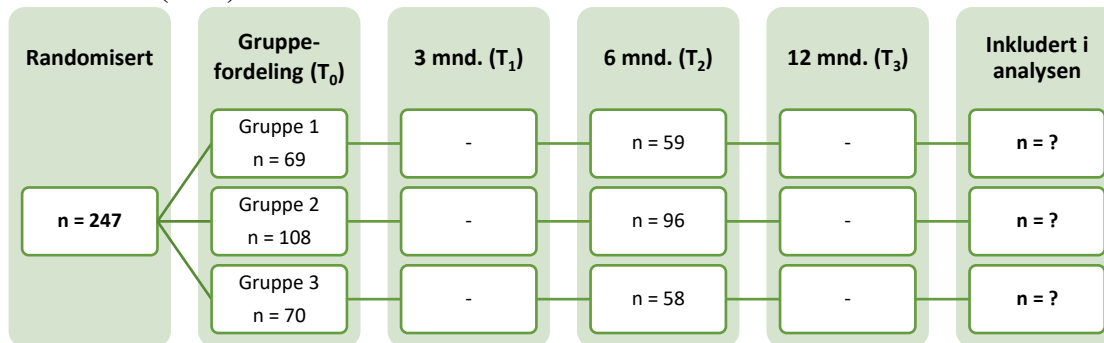 Randomisert
Gruppe-
fordeling (T0)
3 mnd. (T1)
6 mnd. (T2)
12 mnd. (T3)
Inkludert i
analysen
n = 247
Gruppe 1
n = 69
-
n = 59
-
n = ?
Gruppe 2
n = 108
-
n = 96
-
n = ?
Gruppe 3
n = 70
-
n = 58
-
n = ?